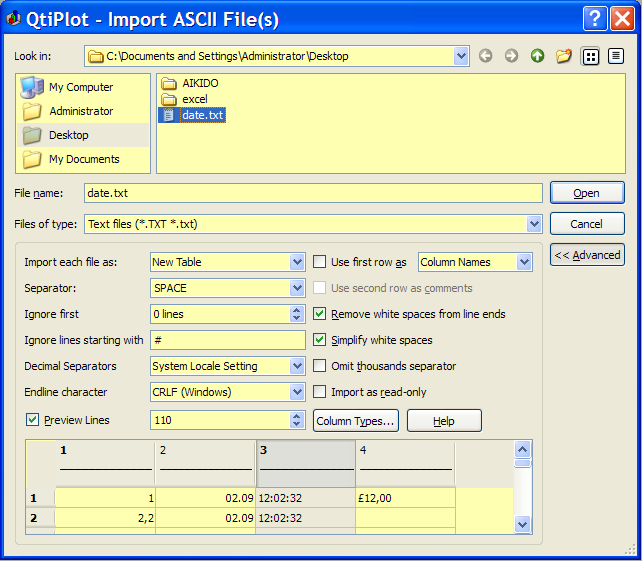 QtiPlot - Import ASCII File(s)
Look in: C:\Documents and Settings\Administrator\Desktop
My Computer
Administrator
Desktop
My Documents
AIKIDO
excel
date.txt
File name: date.txt Open
Files of type: Text files (*.TXT *.txt) Cancel
<< Advanced
Import each file as: New Table Use first row as Column Names
Separator: SPACE Use second row as comments
Ignore first 0 lines Remove white spaces from line ends
Ignore lines starting with # Simplify white spaces
Decimal Separators System Locale Setting Omit thousands separator
Endline character CRLF (Windows) Import as read-only
Preview Lines 110 Column Types... Help
1 2 3 4
1 1 02.09 12:02:32 £12,00
2 2,2 02.09 12:02:32